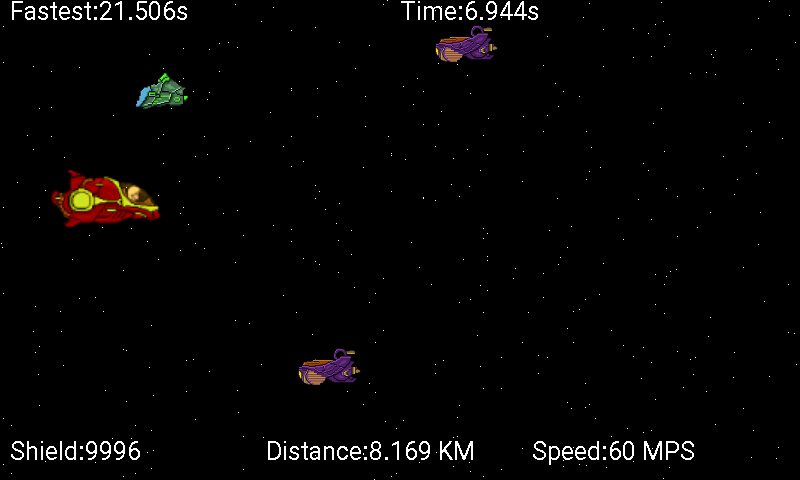 Fastest:21.506s
Time:6.944s
Shield:9996
Distance:8.169 KM
Speed:60 MPS